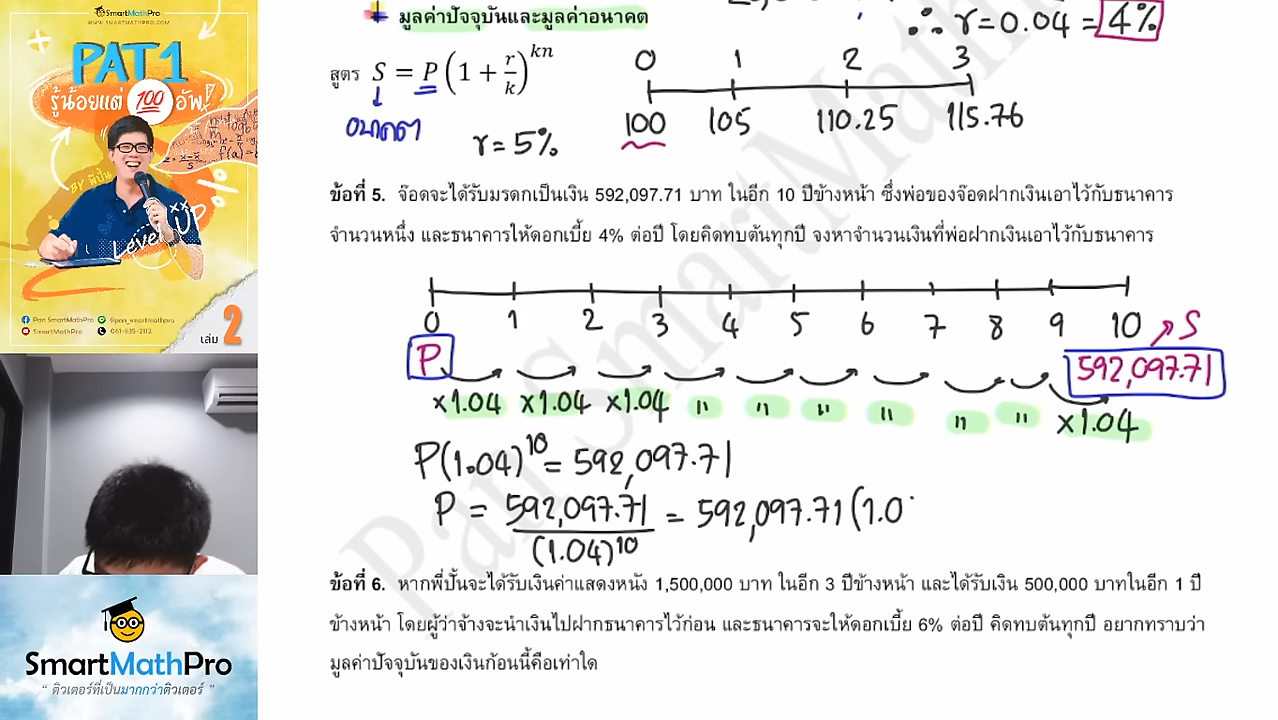 SmartMathPro
WWW.SMARTMATHPRO.COM
PAT1
รู้น้อยแต่ 100 อัพ!
BY พี่ปั้น
Level UP
Pan SmartMathPro @pan_smartmathpro
SmartMathPro 061-835-2112
เล่ม 2
SmartMathPro
“ ติวเตอร์ที่เป็นมากกว่าติวเตอร์ ”
∴ r = 0.04 = 4%
มูลค่าปัจจุบันและมูลค่าอนาคต
สูตร S = P(1 + r/k)^kn
อนาคต
r = 5%
0 1 2 3
100 105 110.25 115.76
ข้อที่ 5. จ๊อดจะได้รับมรดกเป็นเงิน 592,097.71 บาท ในอีก 10 ปีข้างหน้า ซึ่งพ่อของจ๊อดฝากเงินเอาไว้กับธนาคาร
จำนวนหนึ่ง และธนาคารให้ดอกเบี้ย 4% ต่อปี โดยคิดทบต้นทุกปี จงหาจำนวนเงินที่พ่อฝากเงินเอาไว้กับธนาคาร
0 1 2 3 4 5 6 7 8 9 10 S
P 592,097.71
×1.04 ×1.04 ×1.04 " " " " " " ×1.04
P(1.04)^10 = 592,097.71
P = 592,097.71/(1.04)^10 = 592,097.71(1.0
ข้อที่ 6. หากพี่ปั้นจะได้รับเงินค่าแสดงหนัง 1,500,000 บาท ในอีก 3 ปีข้างหน้า และได้รับเงิน 500,000 บาทในอีก 1 ปี
ข้างหน้า โดยผู้ว่าจ้างจะนำเงินไปฝากธนาคารไว้ก่อน และธนาคารจะให้ดอกเบี้ย 6% ต่อปี คิดทบต้นทุกปี อยากทราบว่า
มูลค่าปัจจุบันของเงินก้อนนี้คือเท่าใด
Pan SmartMath